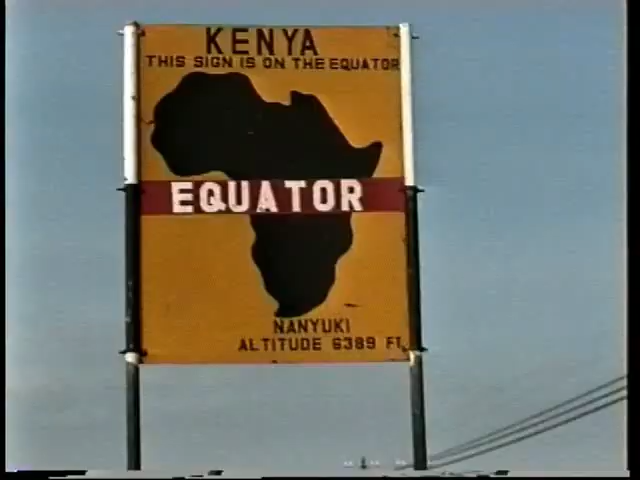 KENYA
THIS SIGN IS ON THE EQUATOR
EQUATOR
NANYUKI
ALTITUDE 6389 FT.